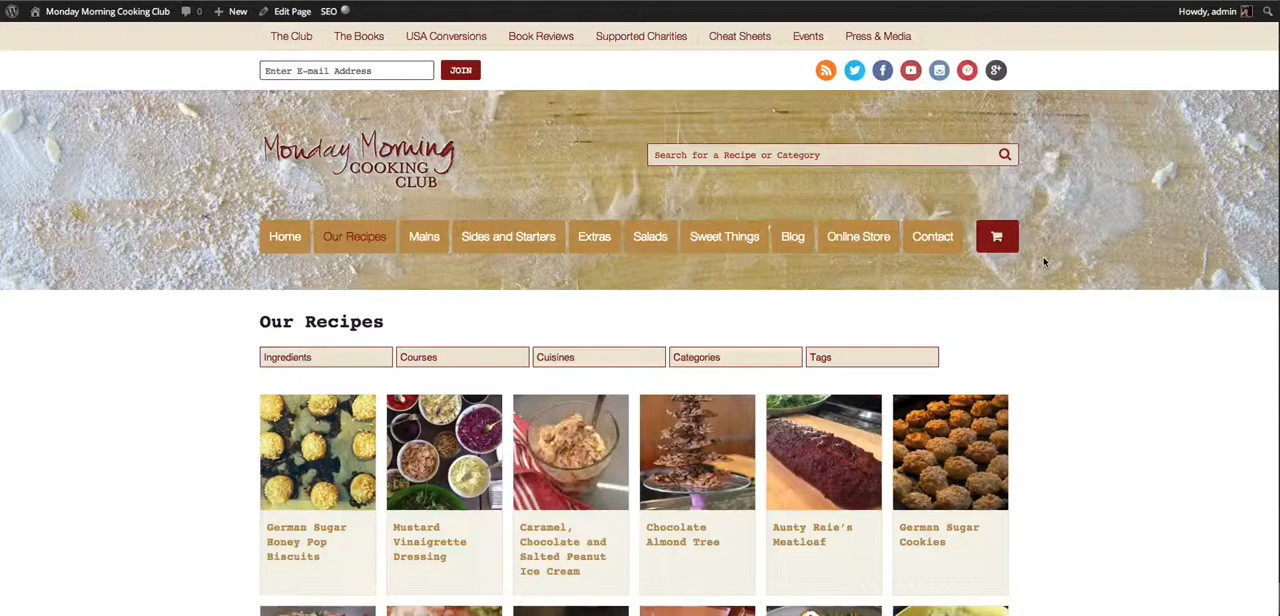 Monday Morning Cooking Club 0 New Edit Page SEO Howdy, admin
The Club The Books USA Conversions Book Reviews Supported Charities Cheat Sheets Events Press & Media
Enter E-mail Address JOIN
Monday Morning
COOKING
CLUB
Search for a Recipe or Category
Home Our Recipes Mains Sides and Starters Extras Salads Sweet Things Blog Online Store Contact
Our Recipes
Ingredients Courses Cuisines Categories Tags
German Sugar
Honey Pop
Biscuits
Mustard
Vinaigrette
Dressing
Caramel,
Chocolate and
Salted Peanut
Ice Cream
Chocolate
Almond Tree
Aunty Raie's
Meatloaf
German Sugar
Cookies